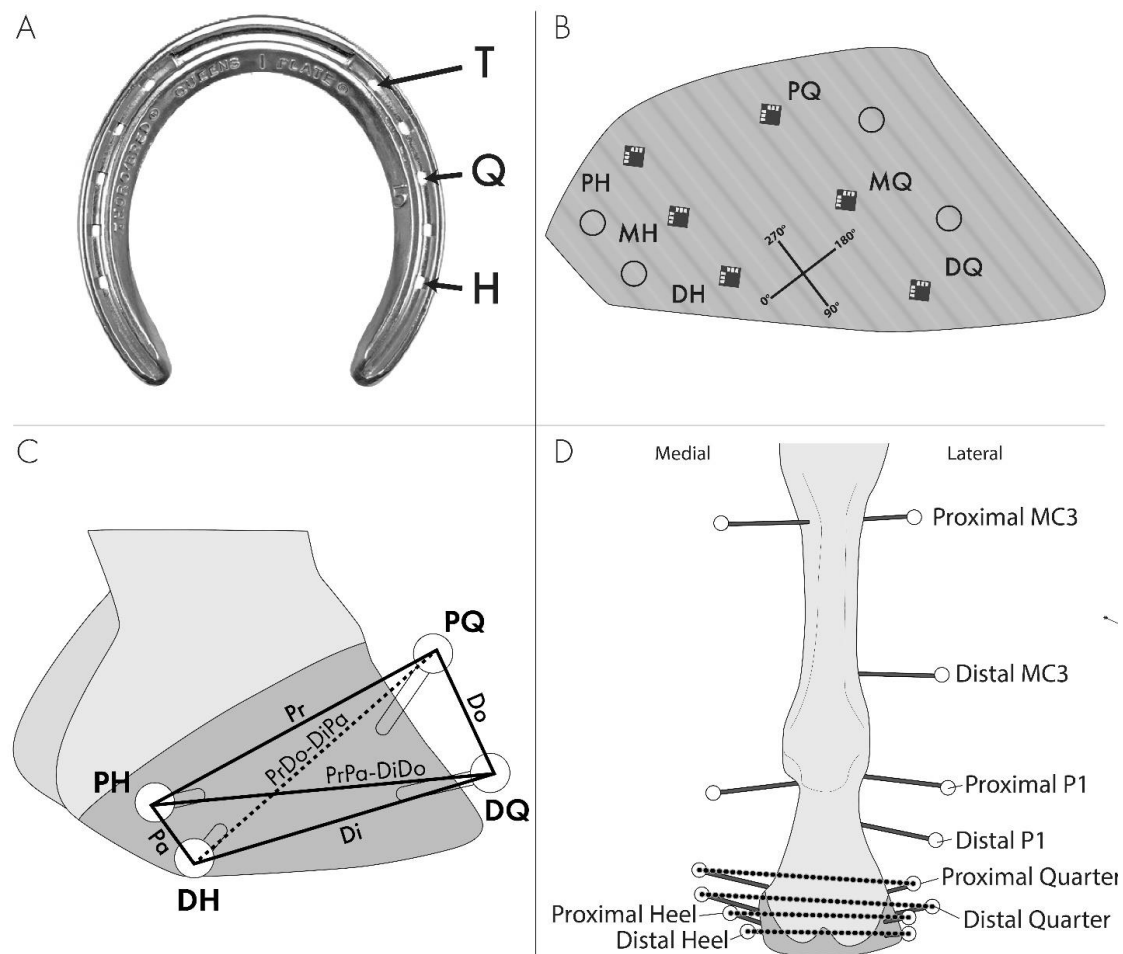 A
T
Q
H
QUEENS PLATE
B
PQ
MQ
PH
MH
DH
DQ
270°
180°
0°
90°
C
PQ
Pr
Do
PrDo-DiPa
PrPa-DiDo
PH
Pa
Di
DQ
DH
D
Medial
Lateral
Proximal MC3
Distal MC3
Proximal P1
Distal P1
Proximal Quarter
Distal Quarter
Proximal Heel
Distal Heel